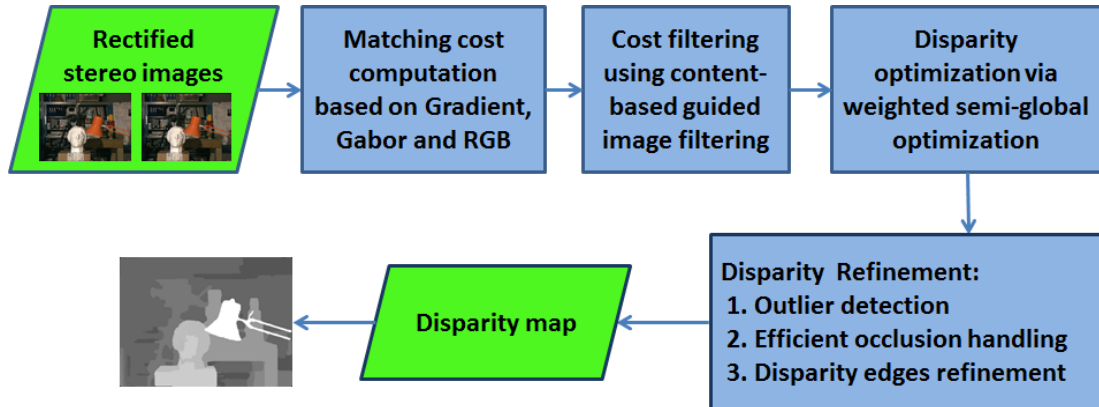 Rectified
stereo images
Matching cost
computation
based on Gradient,
Gabor and RGB
Cost filtering
using content-
based guided
image filtering
Disparity
optimization via
weighted semi-global
optimization
Disparity Refinement:
1. Outlier detection
2. Efficient occlusion handling
3. Disparity edges refinement
Disparity map